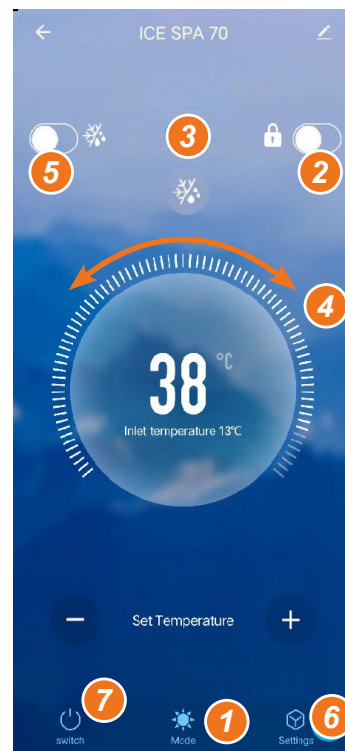 ICE SPA 70
3
5
2
4
38 °C
Inlet temperature 13°C
− Set Temperature +
7
1
6
switch
Mode
Settings